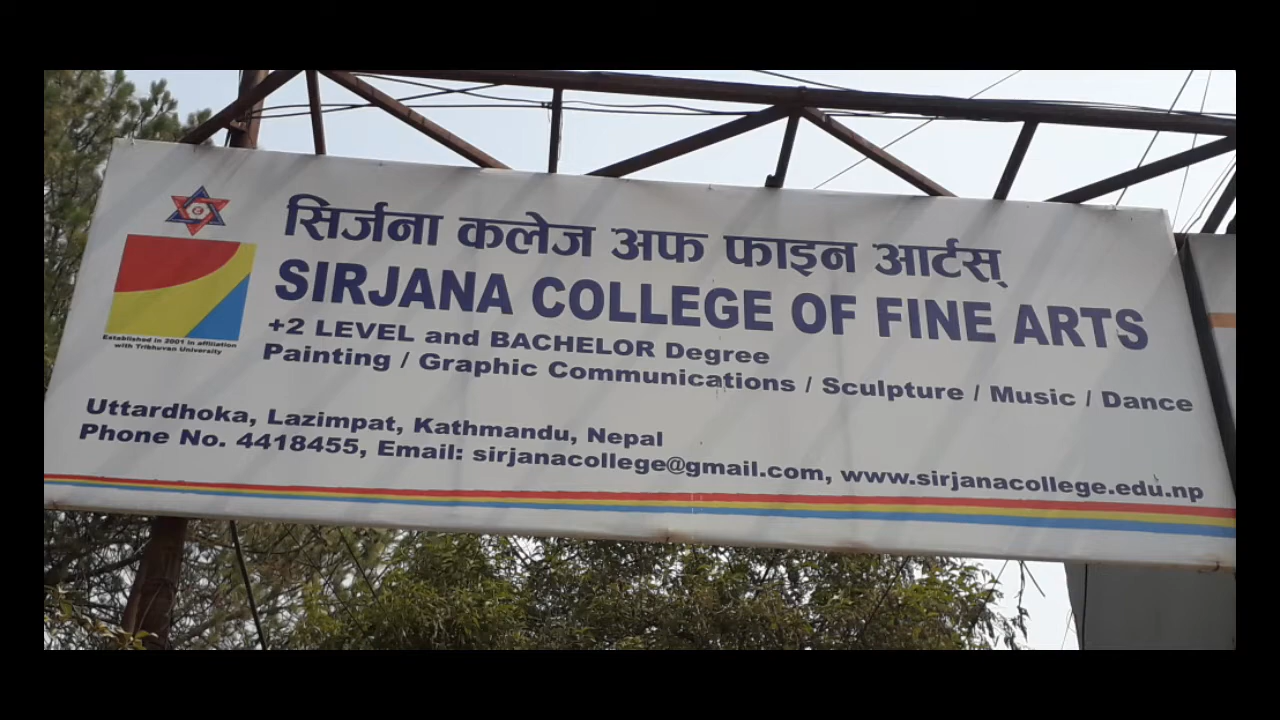 सिर्जना कलेज अफ फाइन आर्टस्
SIRJANA COLLEGE OF FINE ARTS
+2 LEVEL and BACHELOR Degree
Painting / Graphic Communications / Sculpture / Music / Dance
Established in 2001 in affiliation
with Tribhuvan University
Uttardhoka, Lazimpat, Kathmandu, Nepal
Phone No. 4418455, Email: sirjanacollege@gmail.com, www.sirjanacollege.edu.np